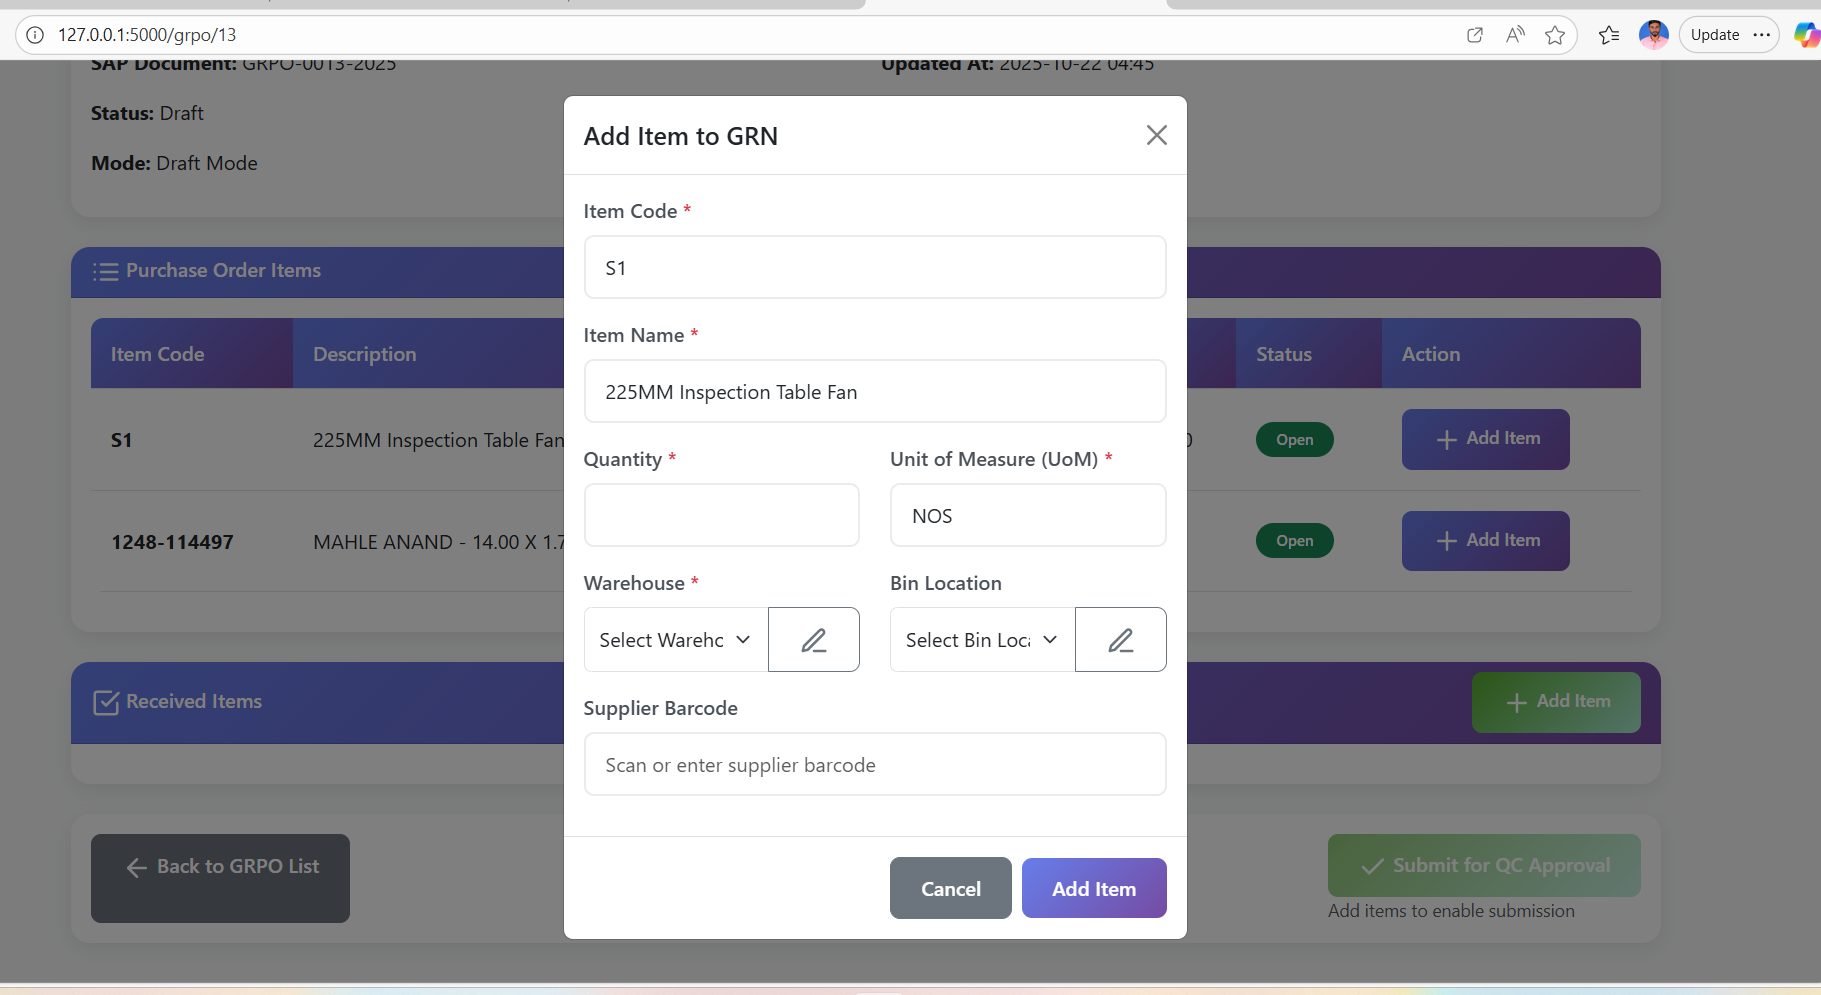 127.0.0.1:5000/grpo/13
Update
SAP Document: GRPO-0013-2025
Updated At: 2025-10-22 04:45
Status: Draft
Mode: Draft Mode
Add Item to GRN
Item Code *
S1
Item Name *
225MM Inspection Table Fan
Quantity *
Unit of Measure (UoM) *
NOS
Warehouse *
Bin Location
Select Warehc
Select Bin Loca
Supplier Barcode
Scan or enter supplier barcode
Cancel
Add Item
Purchase Order Items
Item Code
Description
Status
Action
S1
225MM Inspection Table Fan
Open
Add Item
1248-114497
MAHLE ANAND - 14.00 X 1.7
Open
Add Item
Received Items
Add Item
Back to GRPO List
Submit for QC Approval
Add items to enable submission